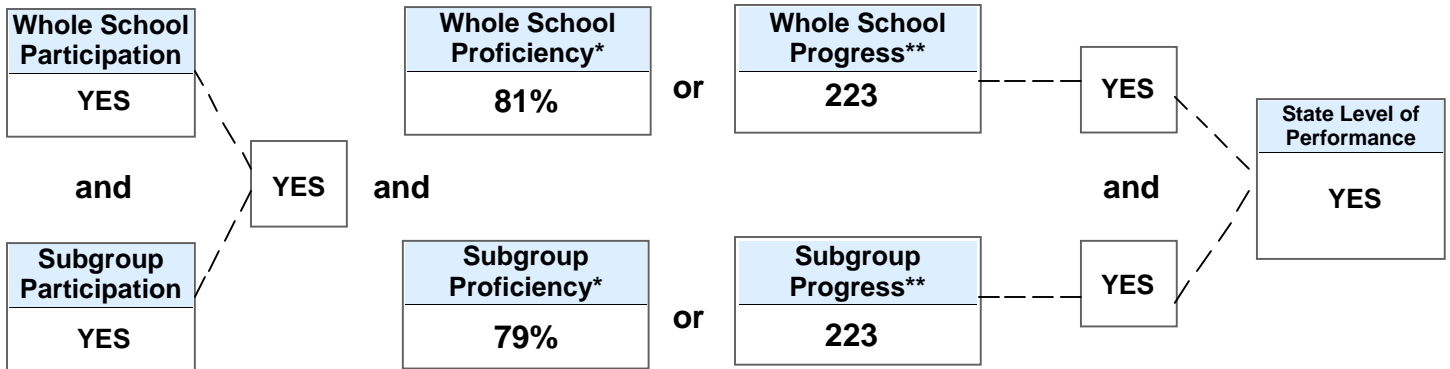 Whole School
Participation
YES
and
Subgroup
Participation
YES
YES
and
Whole School
Proficiency*
81%
or
Whole School
Progress**
223
YES
Subgroup
Proficiency*
79%
or
Subgroup
Progress**
223
YES
and
State Level of
Performance
YES